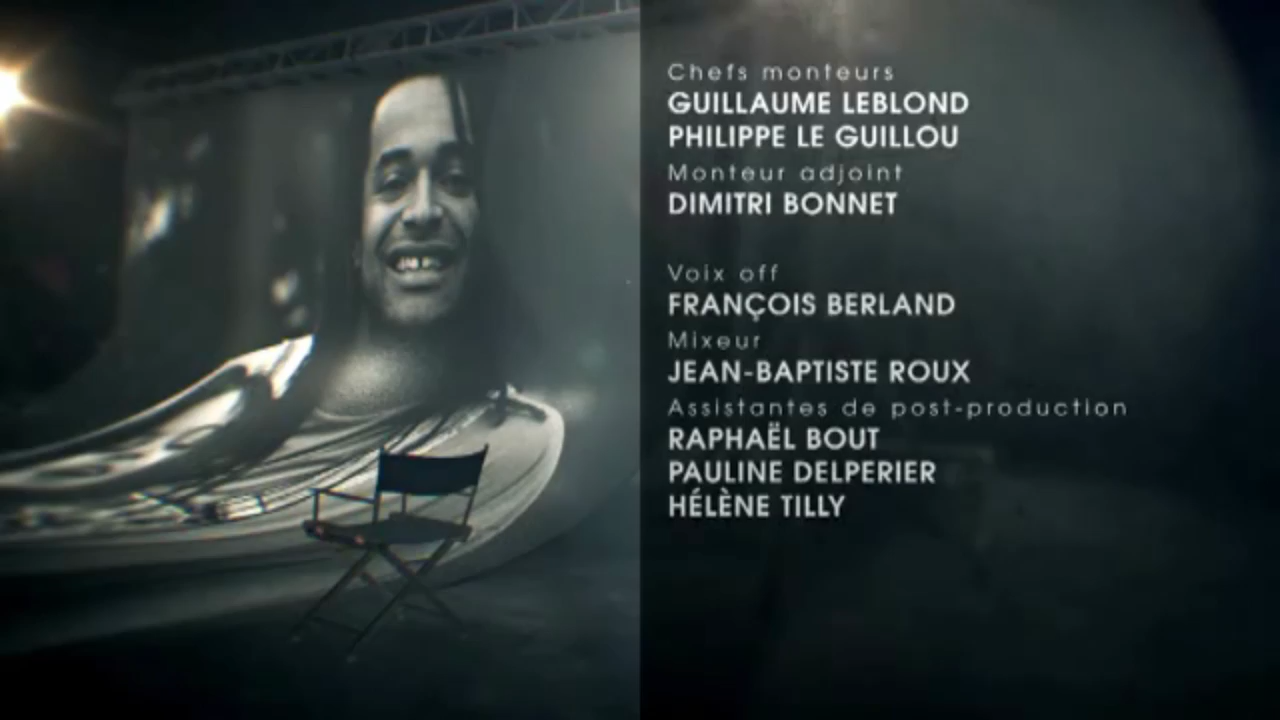 Chefs monteurs
GUILLAUME LEBLOND
PHILIPPE LE GUILLOU
Monteur adjoint
DIMITRI BONNET
Voix off
FRANÇOIS BERLAND
Mixeur
JEAN-BAPTISTE ROUX
Assistantes de post-production
RAPHAËL BOUT
PAULINE DELPERIER
HÉLÈNE TILLY